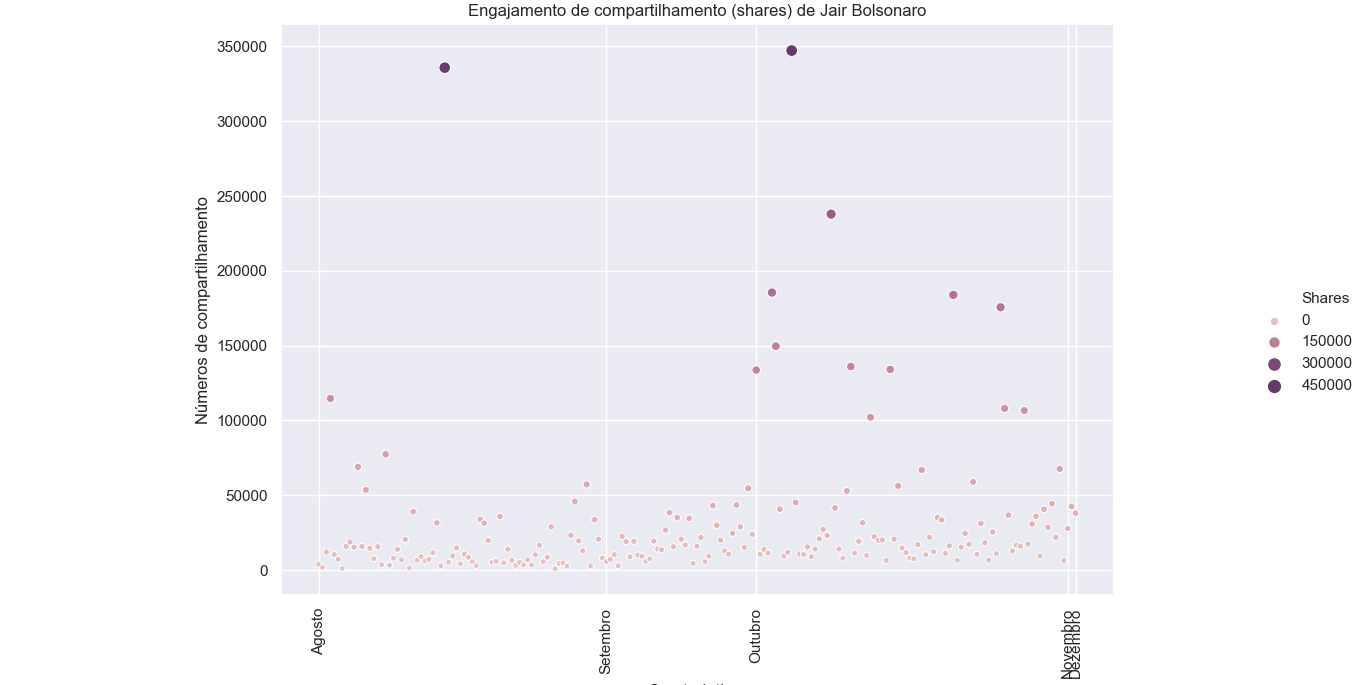 Engajamento de compartilhamento (shares) de Jair Bolsonaro
Números de compartilhamento
350000
300000
250000
200000
150000
100000
50000
0
Agosto
Setembro
Outubro
Novembro
Dezembro
Shares
0
150000
300000
450000